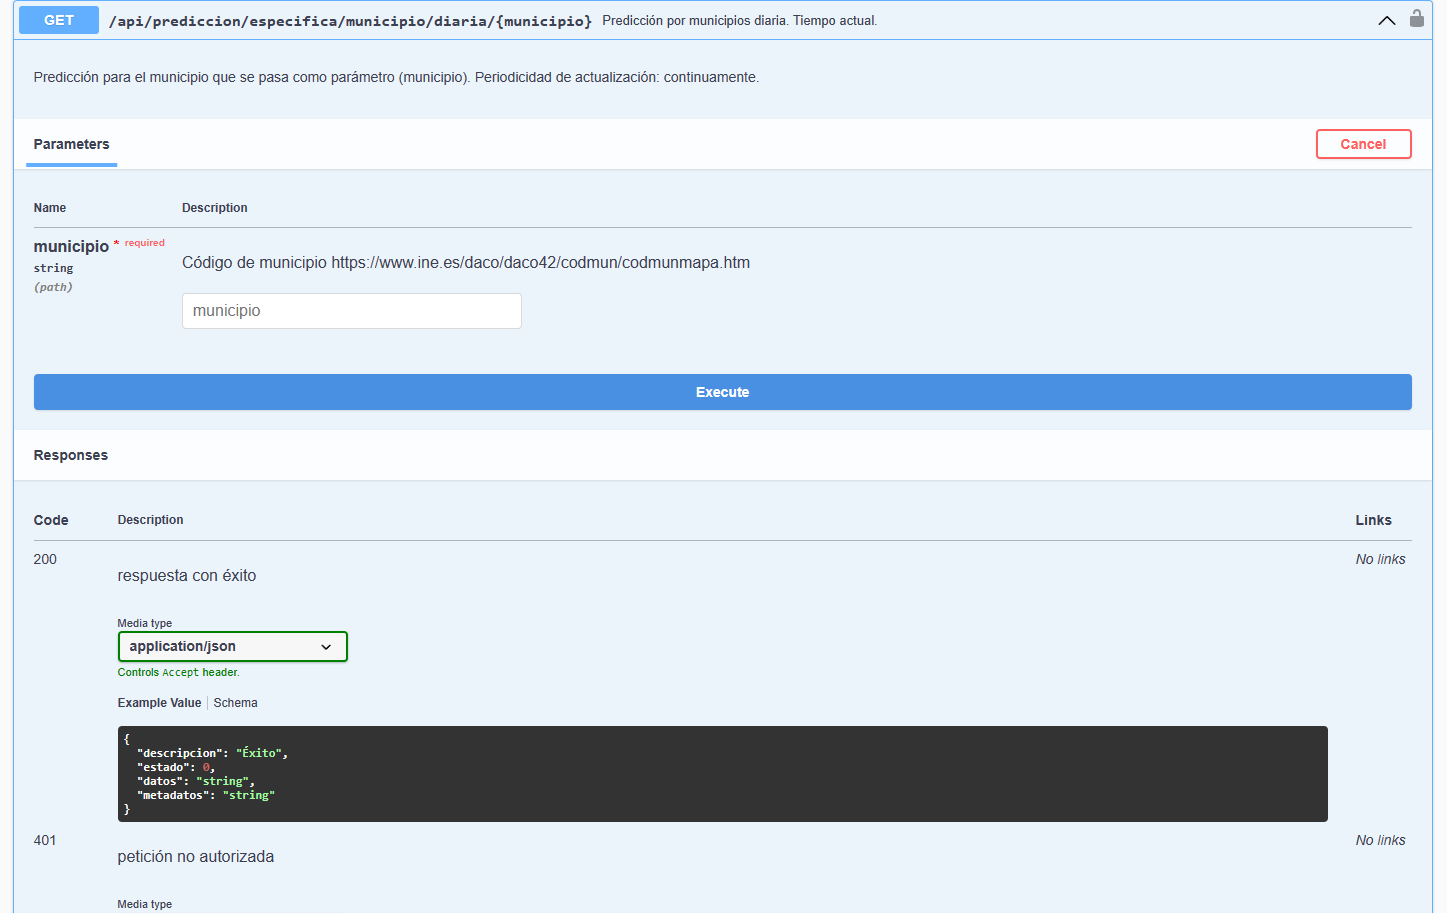 GET /api/prediccion/especifica/municipio/diaria/{municipio} Predicción por municipios diaria. Tiempo actual.
Predicción para el municipio que se pasa como parámetro (municipio). Periodicidad de actualización: continuamente.
Parameters
Cancel
Name Description
municipio * required
string
(path)
Código de municipio https://www.ine.es/daco/daco42/codmun/codmunmapa.htm
municipio
Execute
Responses
Code Description Links
200
respuesta con éxito
No links
Media type
application/json
Controls Accept header.
Example Value Schema
{
  "descripcion": "Éxito",
  "estado": 0,
  "datos": "string",
  "metadatos": "string"
}
401
petición no autorizada
No links
Media type